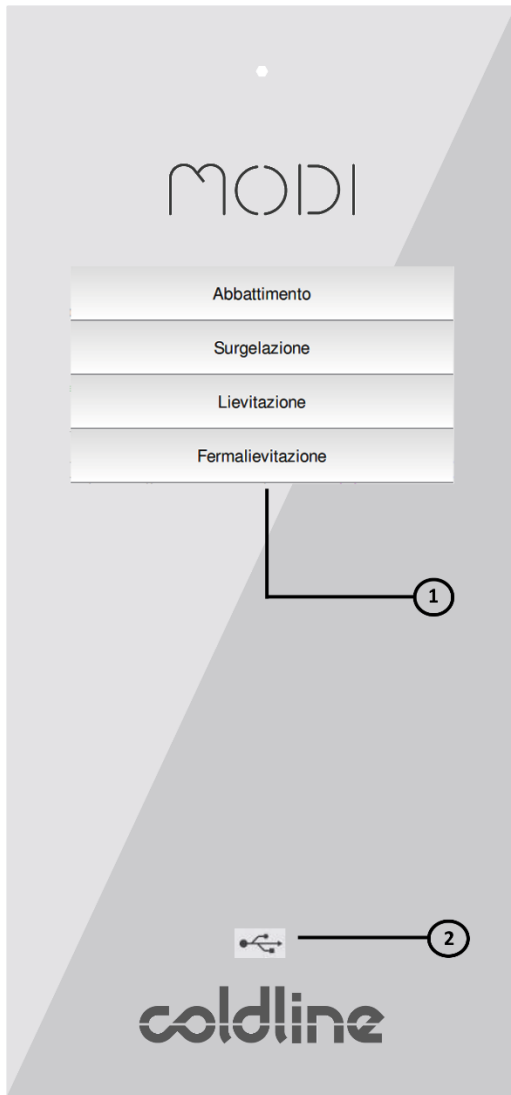 MODI
Abbattimento
Surgelazione
Lievitazione
Fermalievitazione
1
2
coldline